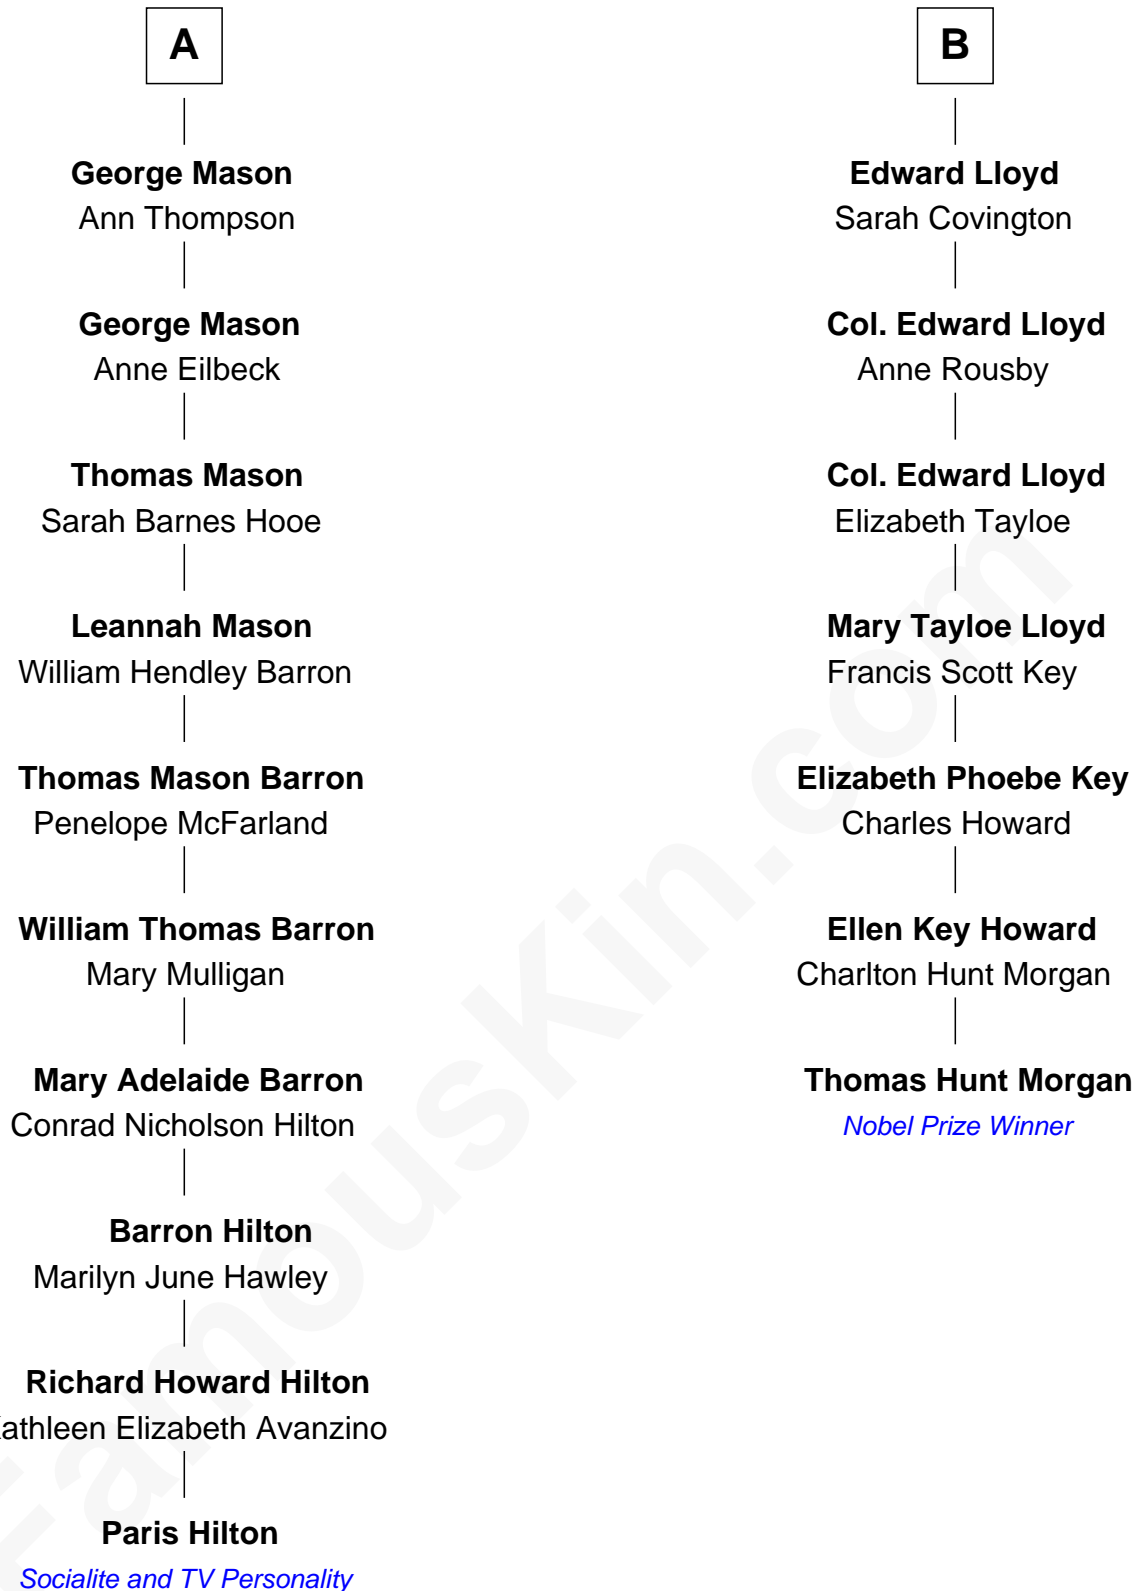 A
George Mason
Ann Thompson
George Mason
Anne Eilbeck
Thomas Mason
Sarah Barnes Hooe
Leannah Mason
William Hendley Barron
Thomas Mason Barron
Penelope McFarland
William Thomas Barron
Mary Mulligan
Mary Adelaide Barron
Conrad Nicholson Hilton
Barron Hilton
Marilyn June Hawley
Richard Howard Hilton
Kathleen Elizabeth Avanzino
Paris Hilton
Socialite and TV Personality
B
Edward Lloyd
Sarah Covington
Col. Edward Lloyd
Anne Rousby
Col. Edward Lloyd
Elizabeth Tayloe
Mary Tayloe Lloyd
Francis Scott Key
Elizabeth Phoebe Key
Charles Howard
Ellen Key Howard
Charlton Hunt Morgan
Thomas Hunt Morgan
Nobel Prize Winner
FamousKin.com